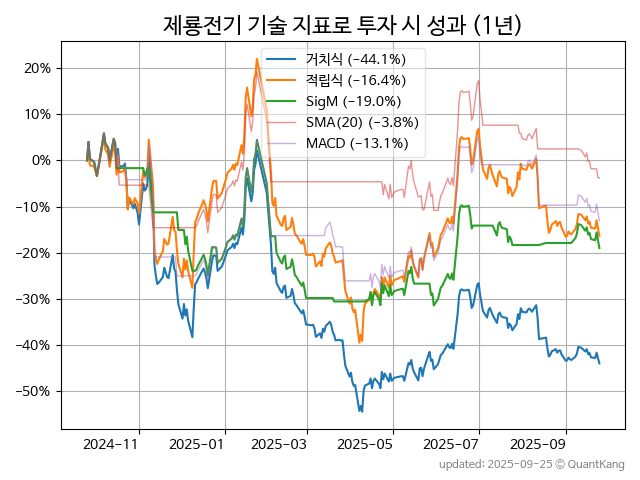 제룡전기 기술 지표로 투자 시 성과 (1년)
거치식 (-44.1%)
적립식 (-16.4%)
SigM (-19.0%)
SMA(20) (-3.8%)
MACD (-13.1%)
20%
10%
0%
-10%
-20%
-30%
-40%
-50%
2024-11 2025-01 2025-03 2025-05 2025-07 2025-09
updated: 2025-09-25 © QuantKang